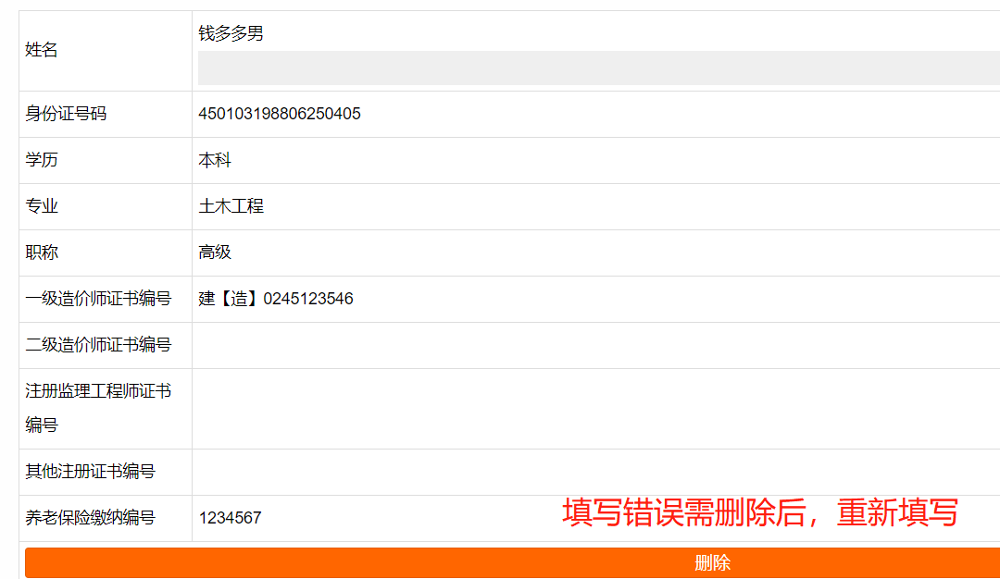 姓名
钱多多男
身份证号码
450103198806250405
学历
本科
专业
土木工程
职称
高级
一级造价师证书编号
建【造】0245123546
二级造价师证书编号
注册监理工程师证书
编号
其他注册证书编号
养老保险缴纳编号
1234567
填写错误需删除后，重新填写
删除